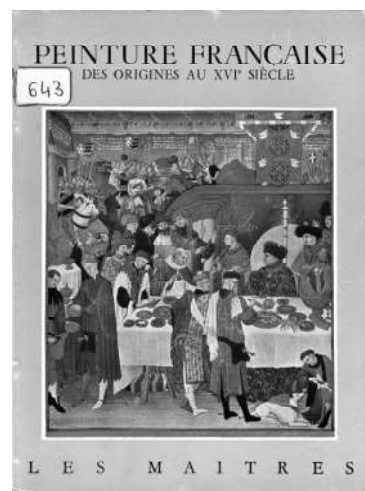 PEINTURE FRANÇAISE
DES ORIGINES AU XVIᵉ SIÈCLE
643
LES MAITRES